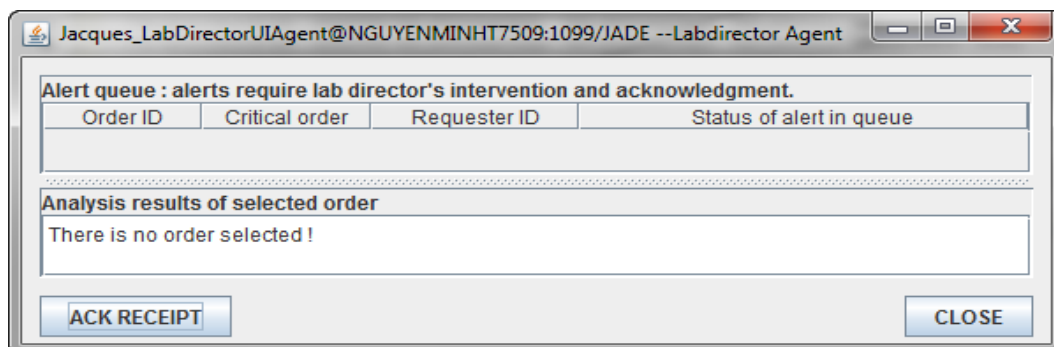 Jacques_LabDirectorUIAgent@NGUYENMINHT7509:1099/JADE --Labdirector Agent
Alert queue : alerts require lab director's intervention and acknowledgment.
Order ID Critical order Requester ID Status of alert in queue
Analysis results of selected order
There is no order selected !
ACK RECEIPT CLOSE